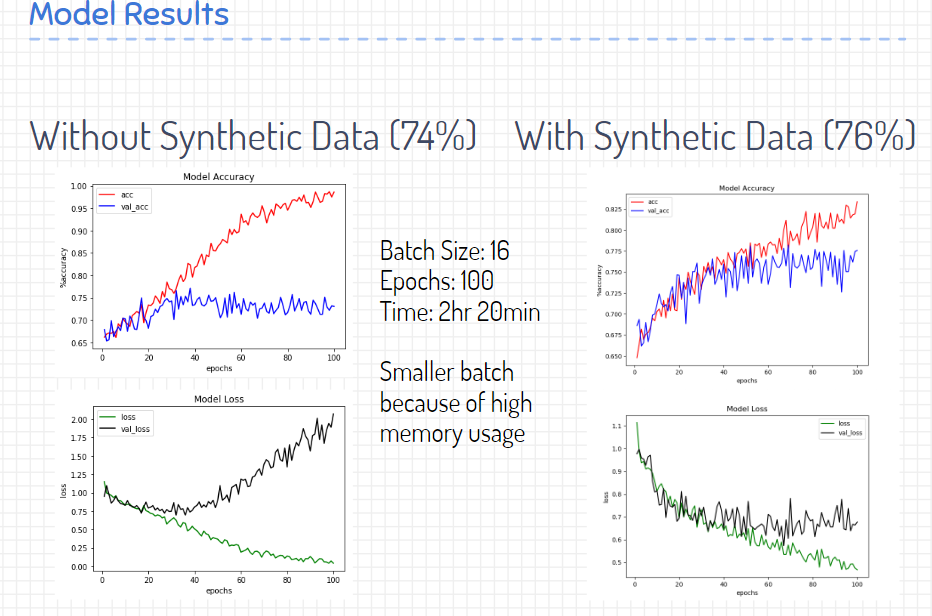 Model Results
Without Synthetic Data (74%)
With Synthetic Data (76%)
Model Accuracy
acc
val_acc
%accuracy
1.00
0.95
0.90
0.85
0.80
0.75
0.70
0.65
0 20 40 60 80 100
epochs
Model Loss
loss
val_loss
loss
2.00
1.75
1.50
1.25
1.00
0.75
0.50
0.25
0.00
0 20 40 60 80 100
epochs
Batch Size: 16
Epochs: 100
Time: 2hr 20min
Smaller batch
because of high
memory usage
Model Accuracy
acc
val_acc
%accuracy
0.825
0.800
0.775
0.750
0.725
0.700
0.675
0.650
0 20 40 60 80 100
epochs
Model Loss
loss
val_loss
loss
1.1
1.0
0.9
0.8
0.7
0.6
0.5
0 20 40 60 80 100
epochs